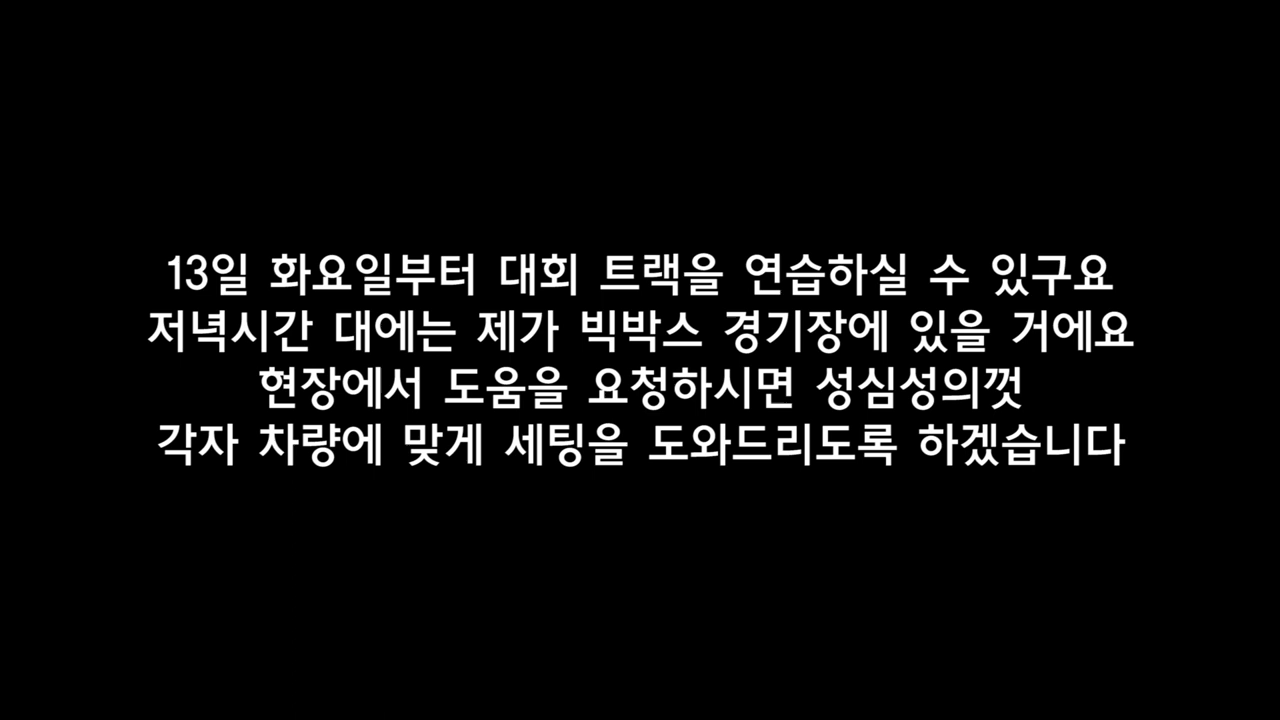 13일 화요일부터 대회 트랙을 연습하실 수 있구요
저녁시간 대에는 제가 빅박스 경기장에 있을 거에요
현장에서 도움을 요청하시면 성심성의껏
각자 차량에 맞게 세팅을 도와드리도록 하겠습니다